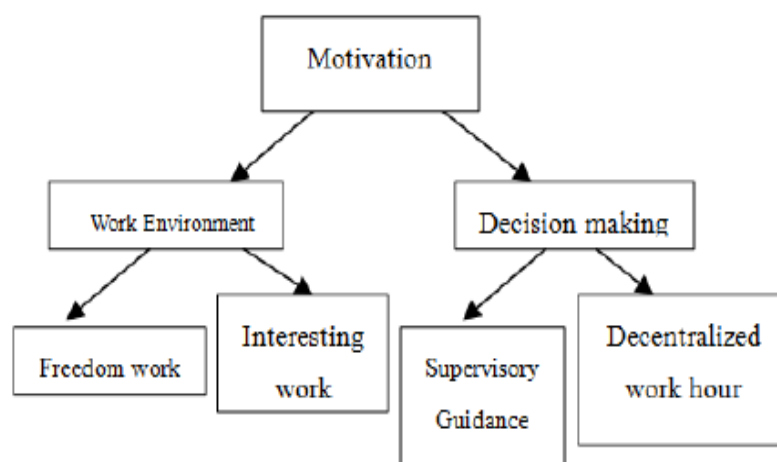 Motivation
Work Environment
Decision making
Freedom work
Interesting
work
Supervisory
Guidance
Decentralized
work hour